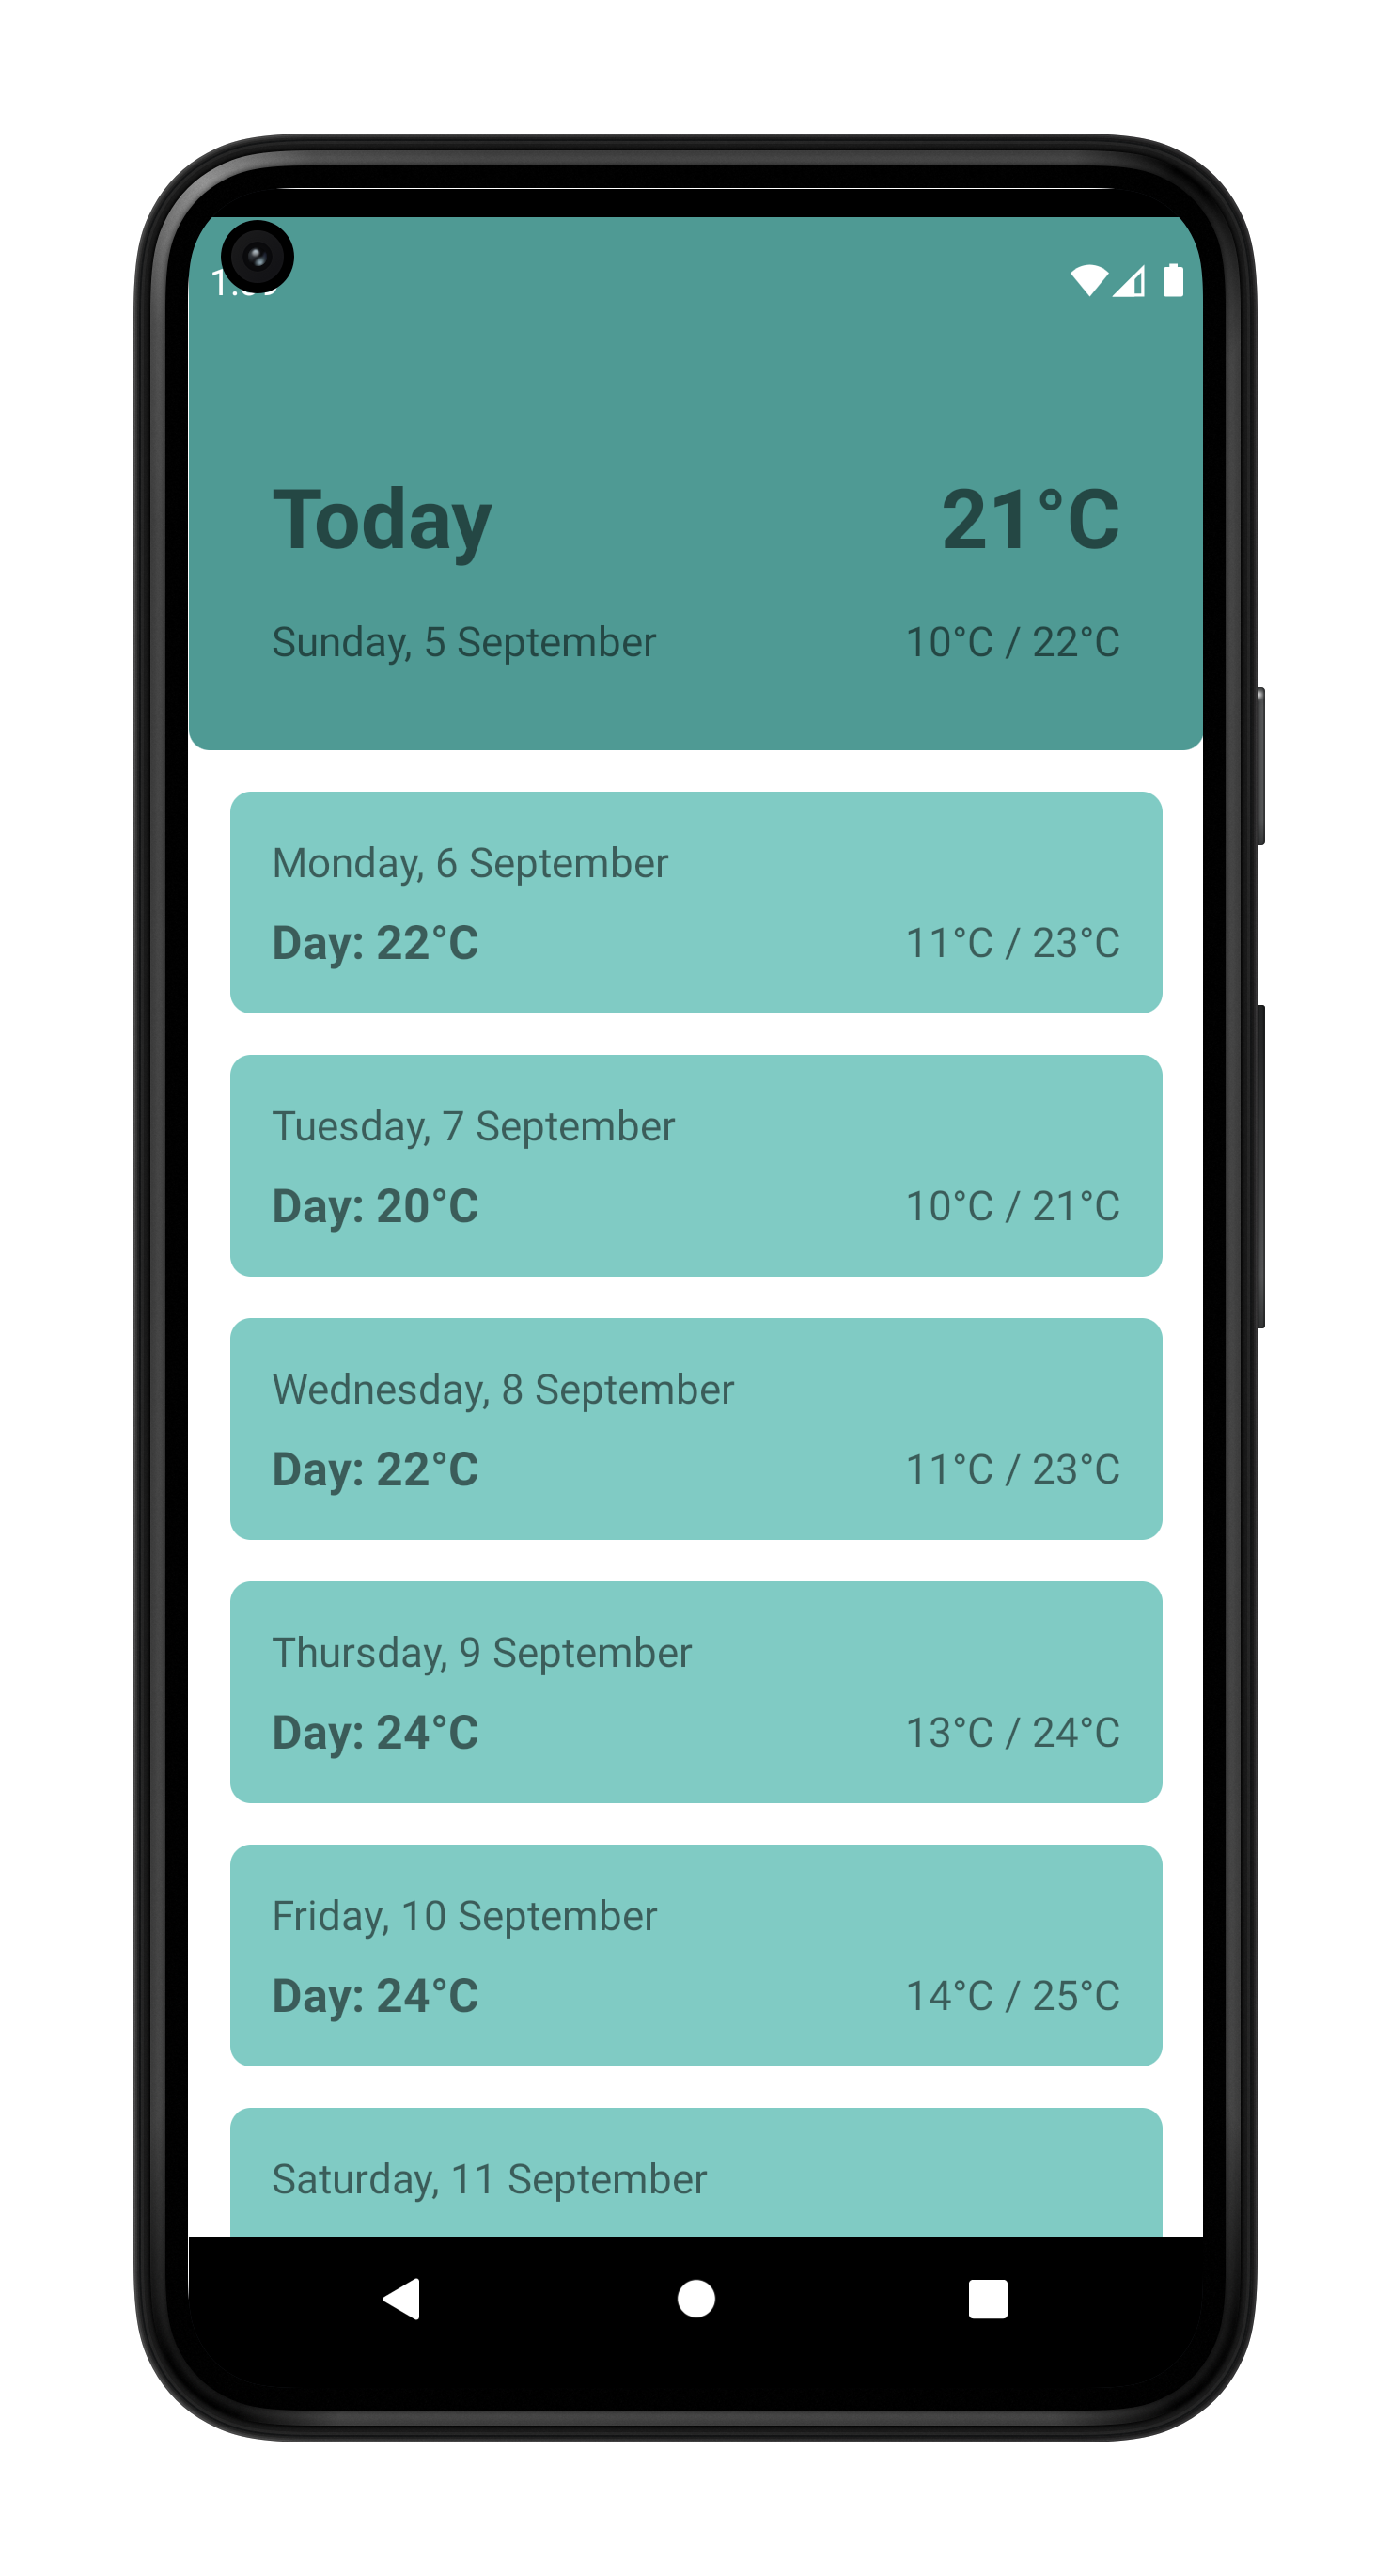 Today 21°C
Sunday, 5 September 10°C / 22°C
Monday, 6 September
Day: 22°C 11°C / 23°C
Tuesday, 7 September
Day: 20°C 10°C / 21°C
Wednesday, 8 September
Day: 22°C 11°C / 23°C
Thursday, 9 September
Day: 24°C 13°C / 24°C
Friday, 10 September
Day: 24°C 14°C / 25°C
Saturday, 11 September